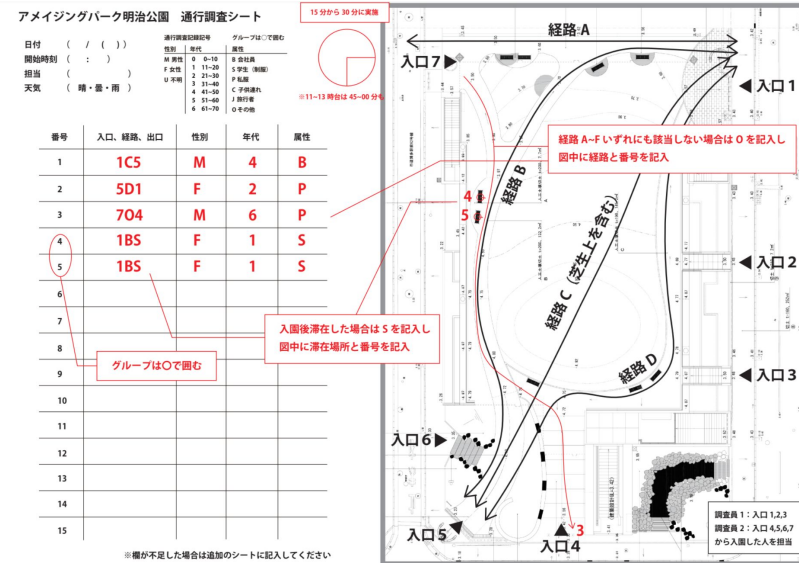 アメイジングパーク明治公園　通行調査シート
日付　（　/　(　)）
開始時刻（　：　）
担当　（　）
天気　（　晴・曇・雨　）
通行調査記録記号　グループは○で囲む
性別　年代　属性
M 男性　0　0~10　B 会社員
F 女性　1　11~20　S 学生（制服）
U 不明　2　21~30　P 私服
3　31~40　C 子供連れ
4　41~50　J 旅行者
5　51~60　O その他
6　61~70
15 分から 30 分に実施
※11~13 時台は 45~00 分も
番号　入口、経路、出口　性別　年代　属性
1　1C5　M　4　B
2　5D1　F　2　P
3　7O4　M　6　P
4　1BS　F　1　S
5　1BS　F　1　S
6
7
8
9
10
11
12
13
14
15
グループは〇で囲む
入園後滞在した場合は S を記入し
図中に滞在場所と番号を記入
※欄が不足した場合は追加のシートに記入してください
経路 A
入口7
入口1
経路 A~F いずれにも該当しない場合は O を記入し
図中に経路と番号を記入
経路 B
4
5
経路 C（芝生上を含む）
入口2
経路 D
入口3
入口6
入口5
入口4
3
調査員 1：入口 1,2,3
調査員 2：入口 4,5,6,7
から入園した人を担当